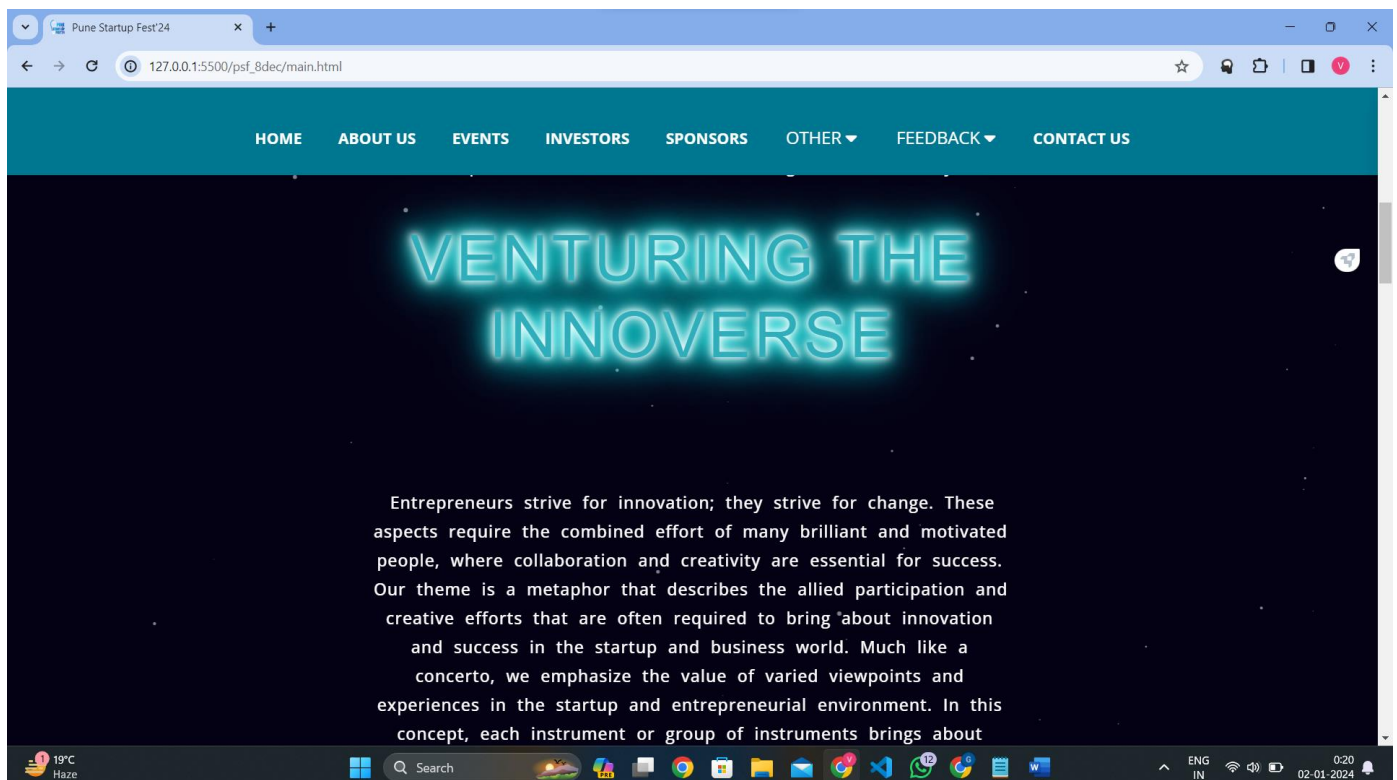 Pune Startup Fest'24
127.0.0.1:5500/psf_8dec/main.html
V
HOME ABOUT US EVENTS INVESTORS SPONSORS OTHER FEEDBACK CONTACT US
VENTURING THE
INNOVERSE
Entrepreneurs strive for innovation; they strive for change. These
aspects require the combined effort of many brilliant and motivated
people, where collaboration and creativity are essential for success.
Our theme is a metaphor that describes the allied participation and
creative efforts that are often required to bring about innovation
and success in the startup and business world. Much like a
concerto, we emphasize the value of varied viewpoints and
experiences in the startup and entrepreneurial environment. In this
concept, each instrument or group of instruments brings about
1
19°C
Haze
Search
PRE
12
ENG
IN
0:20
02-01-2024